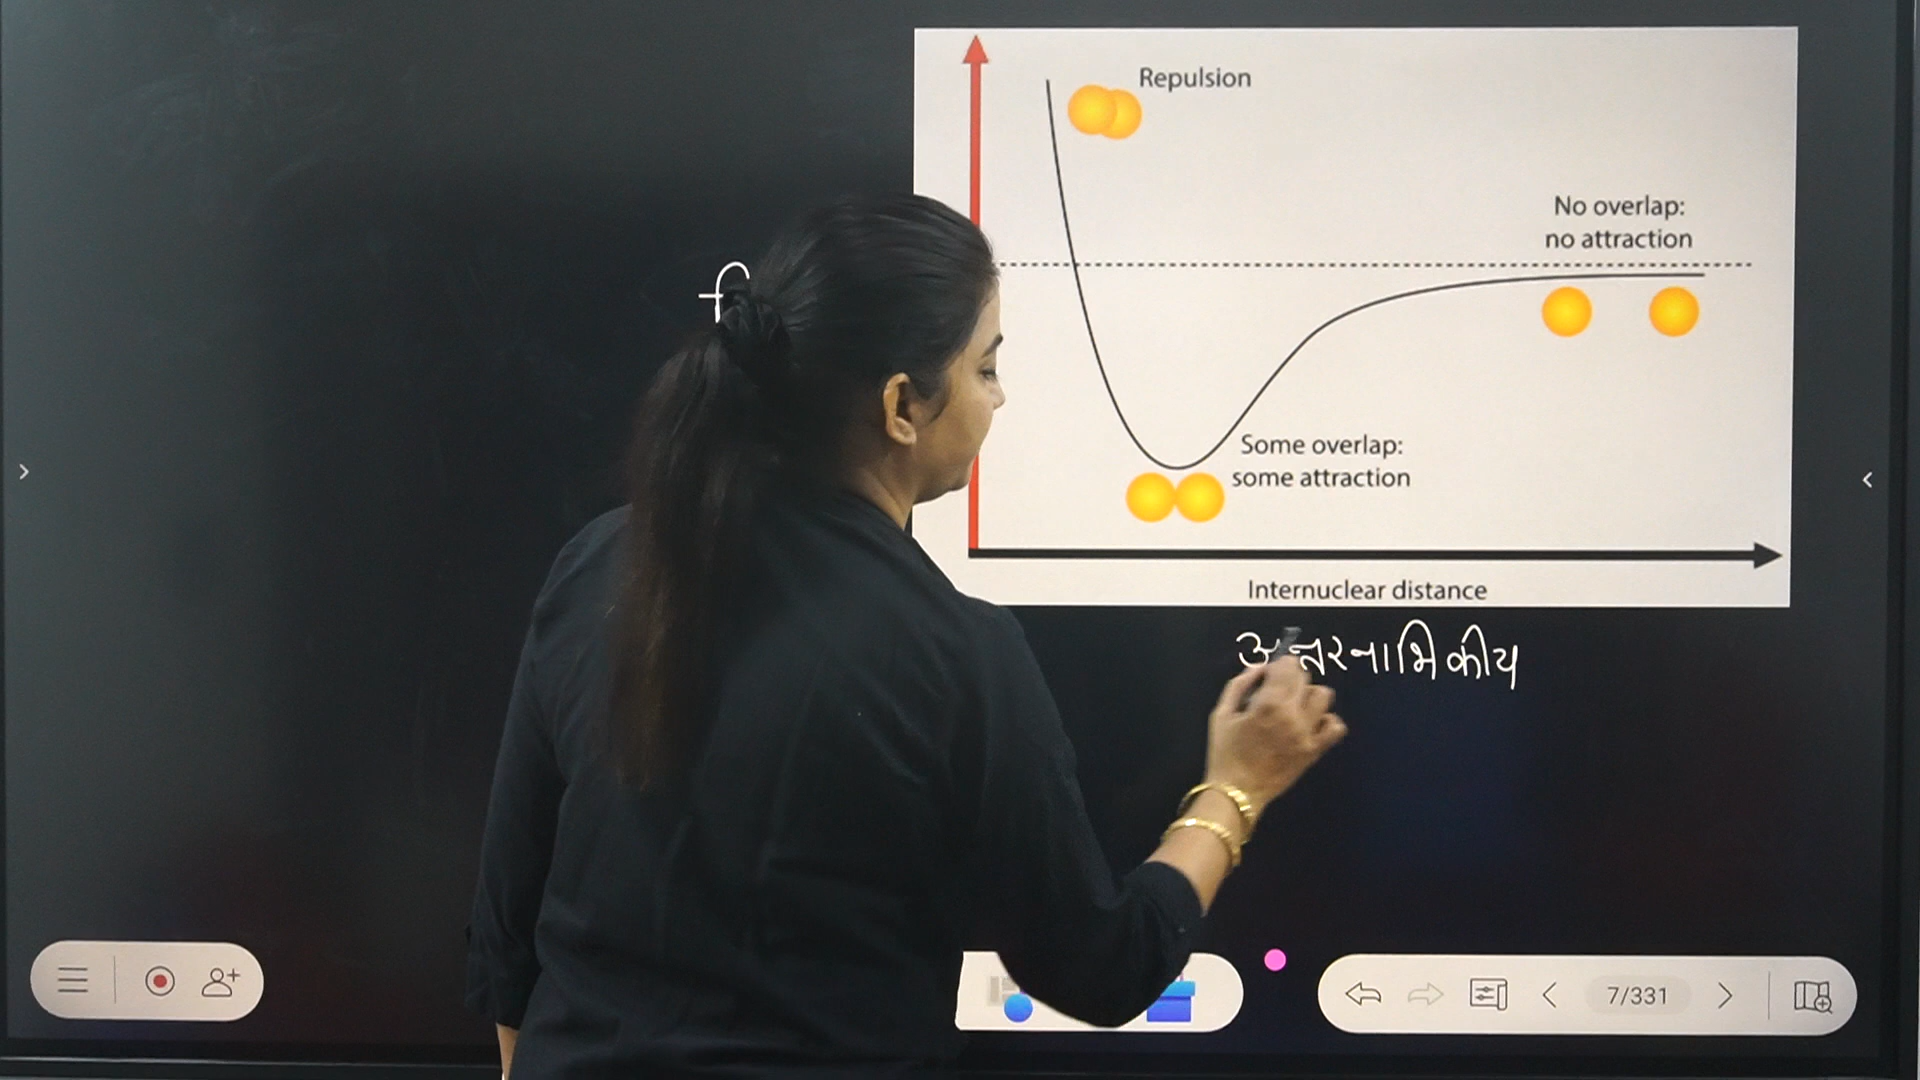 Repulsion
No overlap:
no attraction
Some overlap:
some attraction
Internuclear distance
अन्तरनाभिकीय
7/331